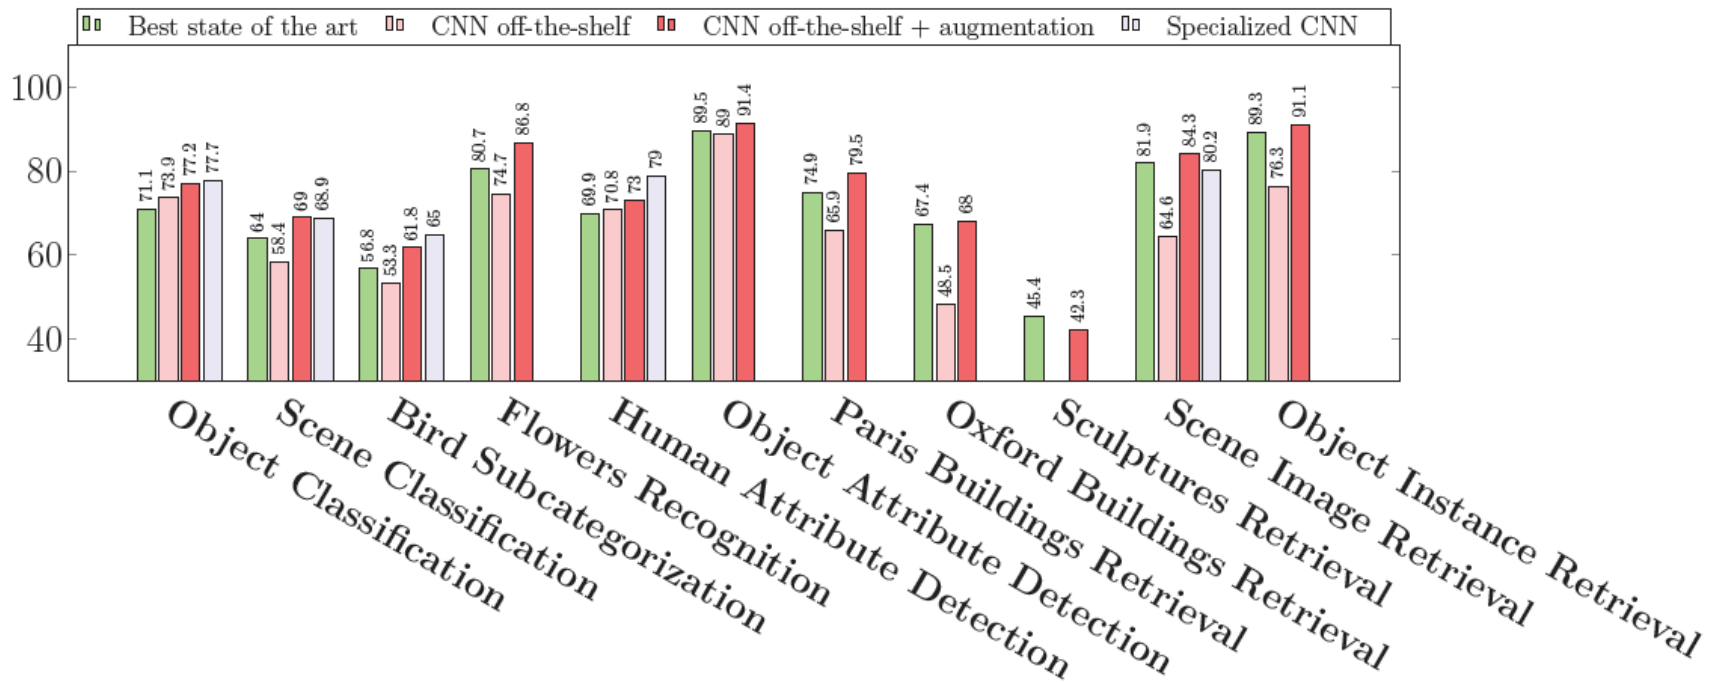 Best state of the art CNN off-the-shelf CNN off-the-shelf + augmentation Specialized CNN
100
80
60
40
71.1 73.9 77.2 77.7
64 58.4 69 68.9
56.8 53.3 61.8 65
80.7 74.7 86.8
69.9 70.8 73 79
89.5 89 91.4
74.9 65.9 79.5
67.4 48.5 68
45.4 42.3
81.9 64.6 84.3 80.2
89.3 76.3 91.1
Object Classification
Scene Classification
Bird Subcategorization
Flowers Recognition
Human Attribute Detection
Object Attribute Detection
Paris Buildings Retrieval
Oxford Buildings Retrieval
Sculptures Retrieval
Scene Image Retrieval
Object Instance Retrieval